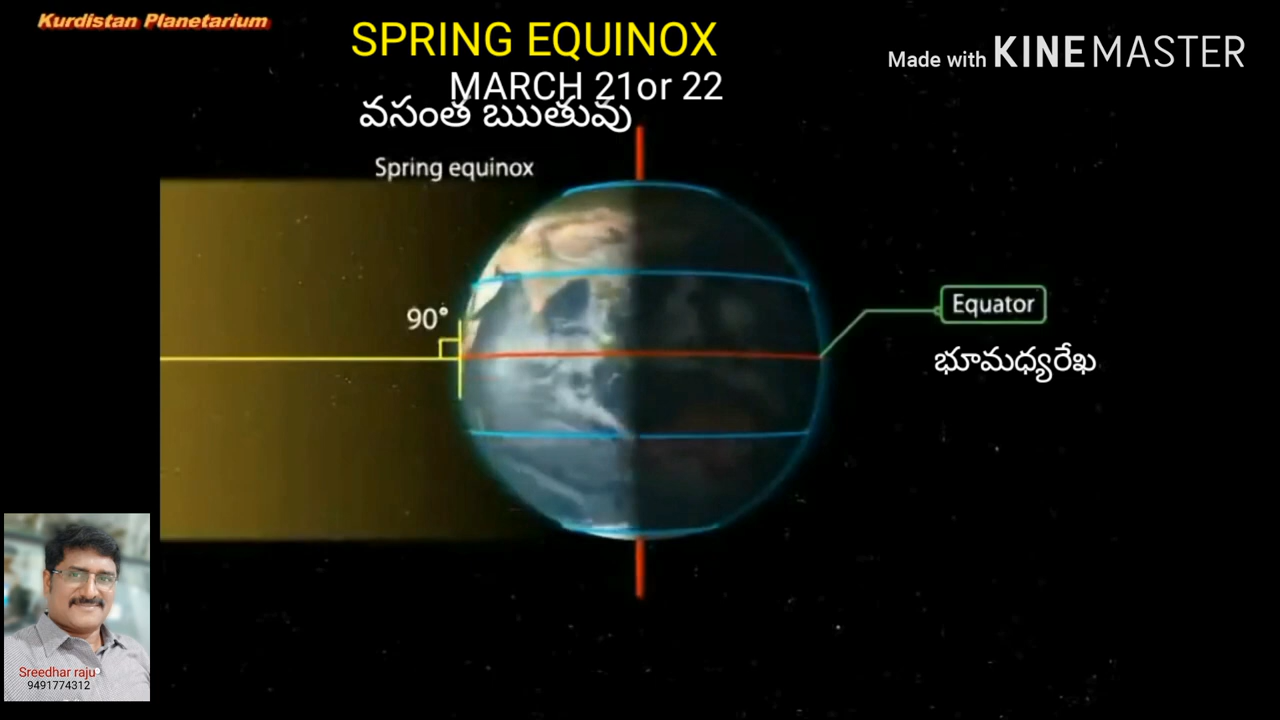 Kurdistan Planetarium
SPRING EQUINOX
Made with KINEMASTER
MARCH 21or 22
వసంత ఋతువు
Spring equinox
90°
Equator
భూమధ్యరేఖ
Sreedhar raju
9491774312